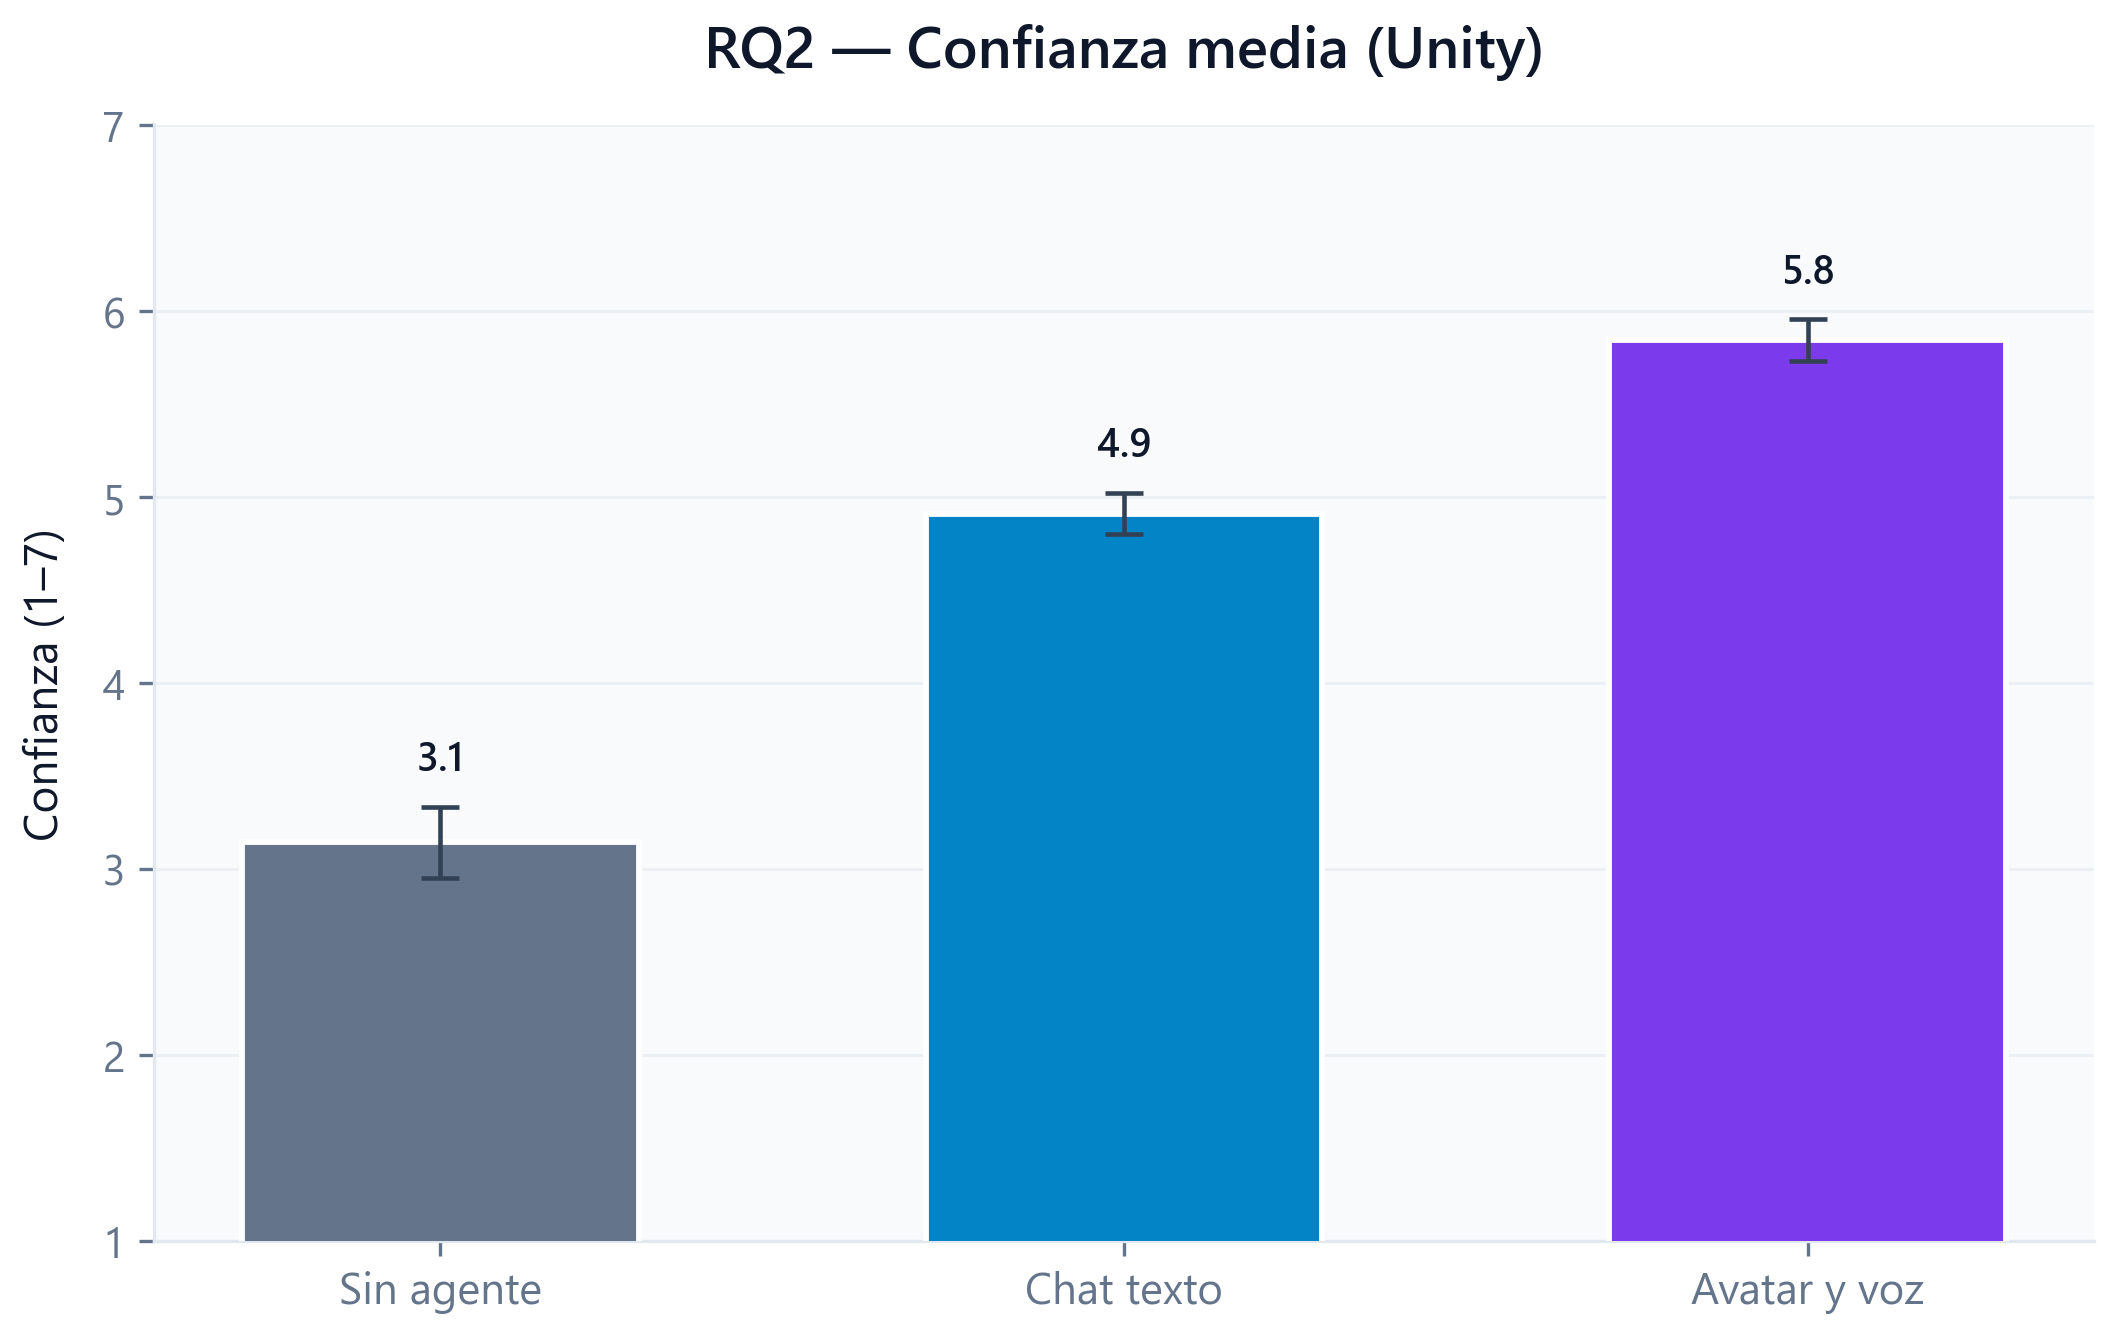 RQ2 — Confianza media (Unity)
Confianza (1–7)
7
6
5
4
3
2
1
3.1
4.9
5.8
Sin agente
Chat texto
Avatar y voz